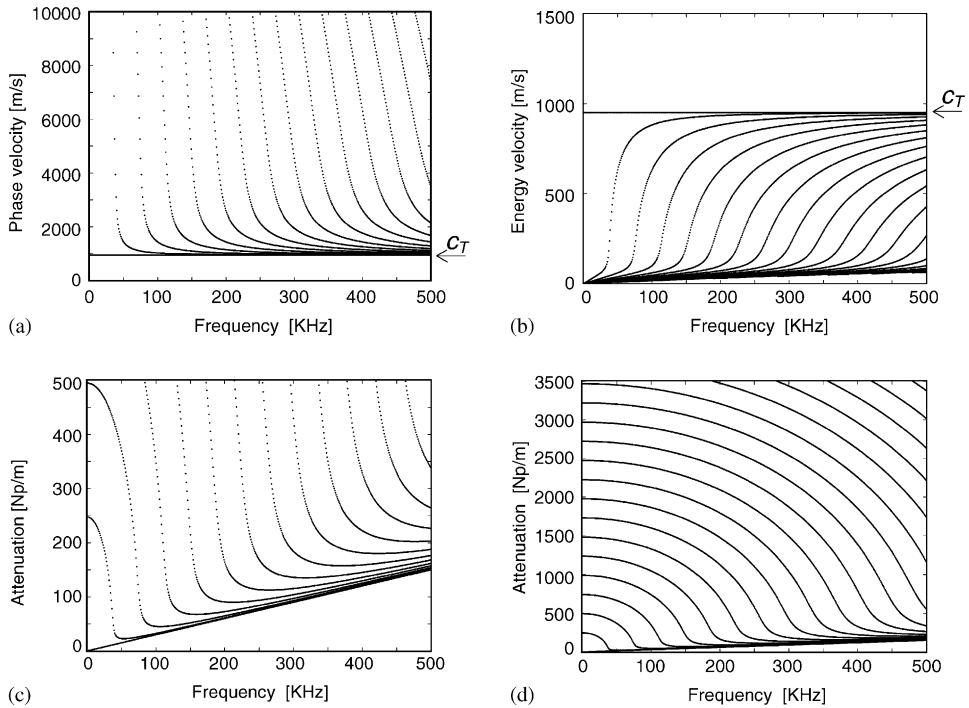 10000
8000
6000
4000
2000
0
Phase velocity [m/s]
0 100 200 300 400 500
Frequency [KHz]
c_T
(a)
1500
1000
500
0
Energy velocity [m/s]
0 100 200 300 400 500
Frequency [KHz]
c_T
(b)
500
400
300
200
100
0
Attenuation [Np/m]
0 100 200 300 400 500
Frequency [KHz]
(c)
3500
3000
2500
2000
1500
1000
500
0
Attenuation [Np/m]
0 100 200 300 400 500
Frequency [KHz]
(d)